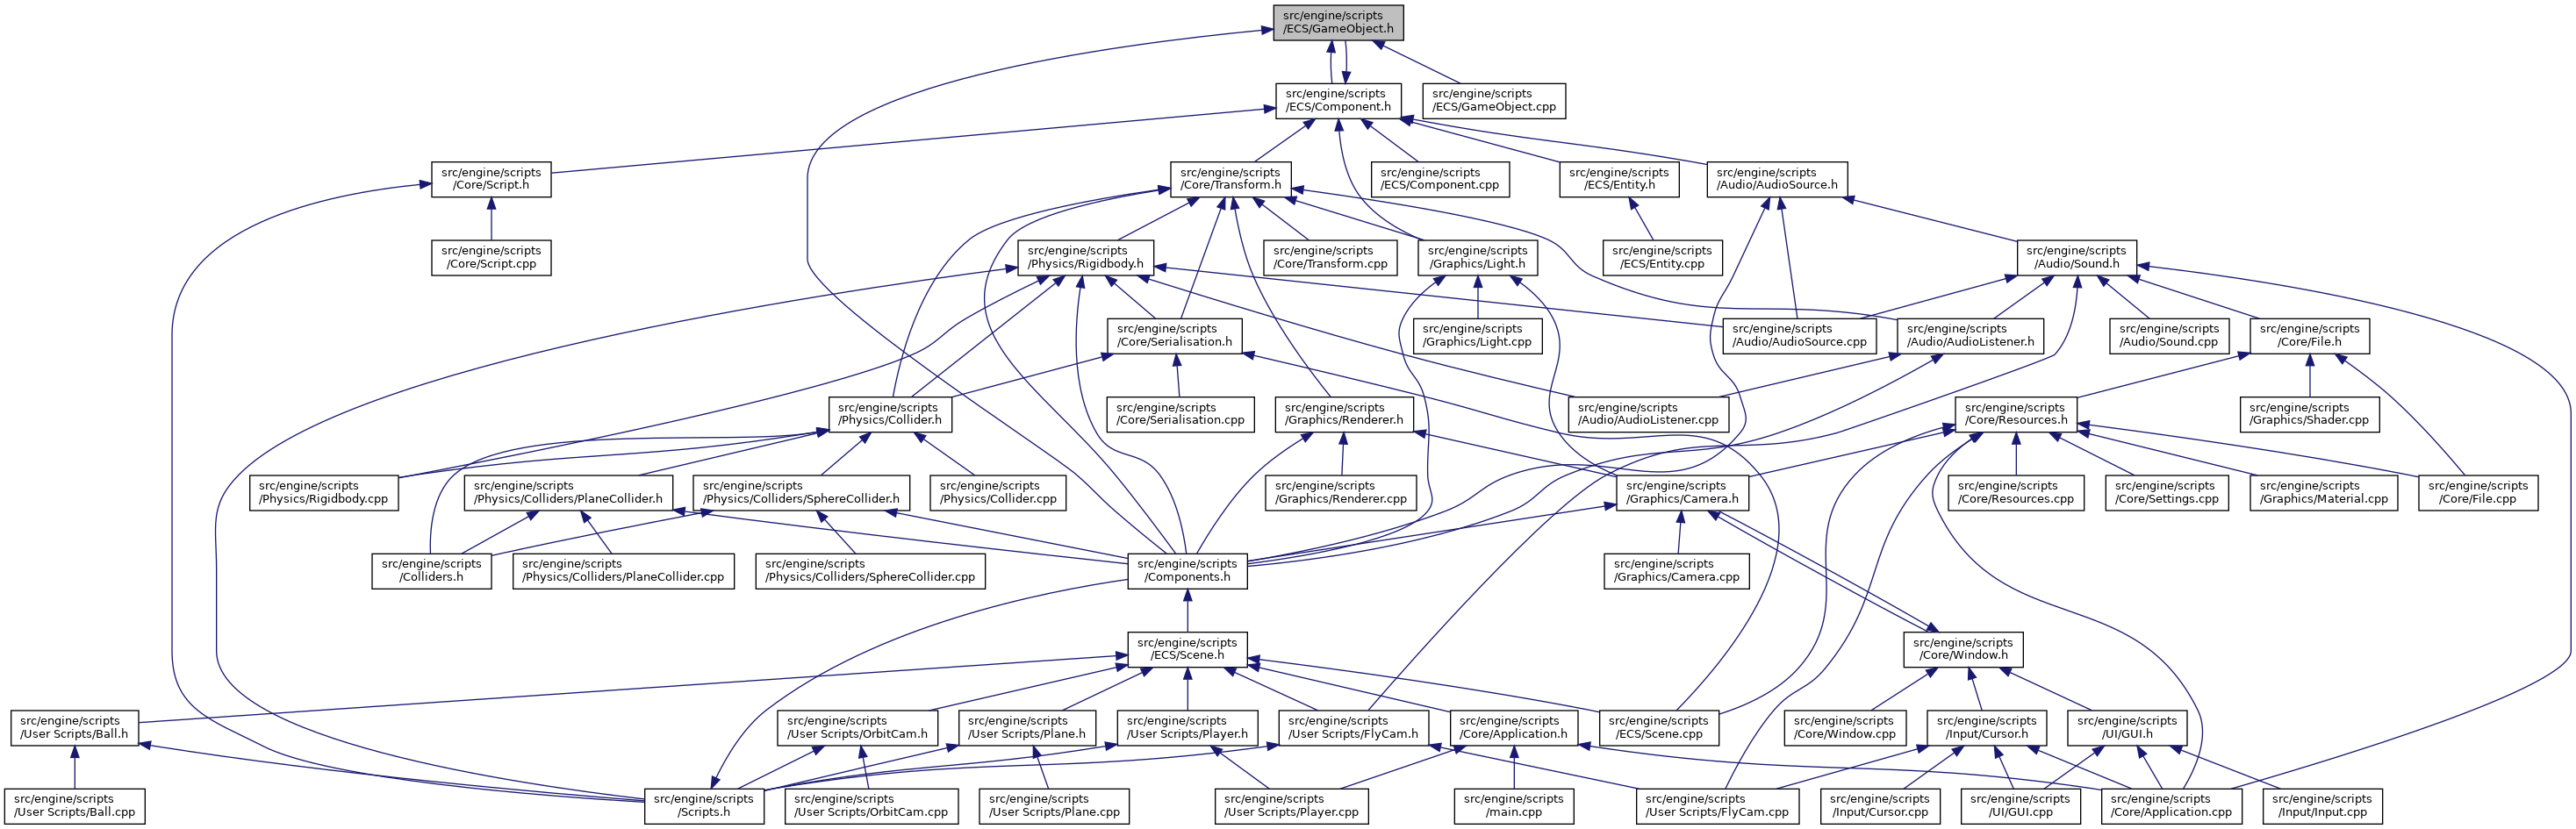 src/engine/scripts
/ECS/GameObject.h
src/engine/scripts
/ECS/Component.h
src/engine/scripts
/ECS/GameObject.cpp
src/engine/scripts
/Core/Script.h
src/engine/scripts
/Core/Transform.h
src/engine/scripts
/ECS/Component.cpp
src/engine/scripts
/ECS/Entity.h
src/engine/scripts
/Audio/AudioSource.h
src/engine/scripts
/Core/Script.cpp
src/engine/scripts
/Physics/Rigidbody.h
src/engine/scripts
/Core/Transform.cpp
src/engine/scripts
/Graphics/Light.h
src/engine/scripts
/ECS/Entity.cpp
src/engine/scripts
/Audio/Sound.h
src/engine/scripts
/Core/Serialisation.h
src/engine/scripts
/Graphics/Light.cpp
src/engine/scripts
/Audio/AudioSource.cpp
src/engine/scripts
/Audio/AudioListener.h
src/engine/scripts
/Audio/Sound.cpp
src/engine/scripts
/Core/File.h
src/engine/scripts
/Physics/Collider.h
src/engine/scripts
/Core/Serialisation.cpp
src/engine/scripts
/Graphics/Renderer.h
src/engine/scripts
/Audio/AudioListener.cpp
src/engine/scripts
/Core/Resources.h
src/engine/scripts
/Graphics/Shader.cpp
src/engine/scripts
/Physics/Rigidbody.cpp
src/engine/scripts
/Physics/Colliders/PlaneCollider.h
src/engine/scripts
/Physics/Colliders/SphereCollider.h
src/engine/scripts
/Physics/Collider.cpp
src/engine/scripts
/Graphics/Renderer.cpp
src/engine/scripts
/Graphics/Camera.h
src/engine/scripts
/Core/Resources.cpp
src/engine/scripts
/Core/Settings.cpp
src/engine/scripts
/Graphics/Material.cpp
src/engine/scripts
/Core/File.cpp
src/engine/scripts
/Colliders.h
src/engine/scripts
/Physics/Colliders/PlaneCollider.cpp
src/engine/scripts
/Physics/Colliders/SphereCollider.cpp
src/engine/scripts
/Components.h
src/engine/scripts
/Graphics/Camera.cpp
src/engine/scripts
/ECS/Scene.h
src/engine/scripts
/Core/Window.h
src/engine/scripts
/User Scripts/Ball.h
src/engine/scripts
/User Scripts/OrbitCam.h
src/engine/scripts
/User Scripts/Plane.h
src/engine/scripts
/User Scripts/Player.h
src/engine/scripts
/User Scripts/FlyCam.h
src/engine/scripts
/Core/Application.h
src/engine/scripts
/ECS/Scene.cpp
src/engine/scripts
/Core/Window.cpp
src/engine/scripts
/Input/Cursor.h
src/engine/scripts
/UI/GUI.h
src/engine/scripts
/User Scripts/Ball.cpp
src/engine/scripts
/Scripts.h
src/engine/scripts
/User Scripts/OrbitCam.cpp
src/engine/scripts
/User Scripts/Plane.cpp
src/engine/scripts
/User Scripts/Player.cpp
src/engine/scripts
/main.cpp
src/engine/scripts
/User Scripts/FlyCam.cpp
src/engine/scripts
/Input/Cursor.cpp
src/engine/scripts
/UI/GUI.cpp
src/engine/scripts
/Core/Application.cpp
src/engine/scripts
/Input/Input.cpp